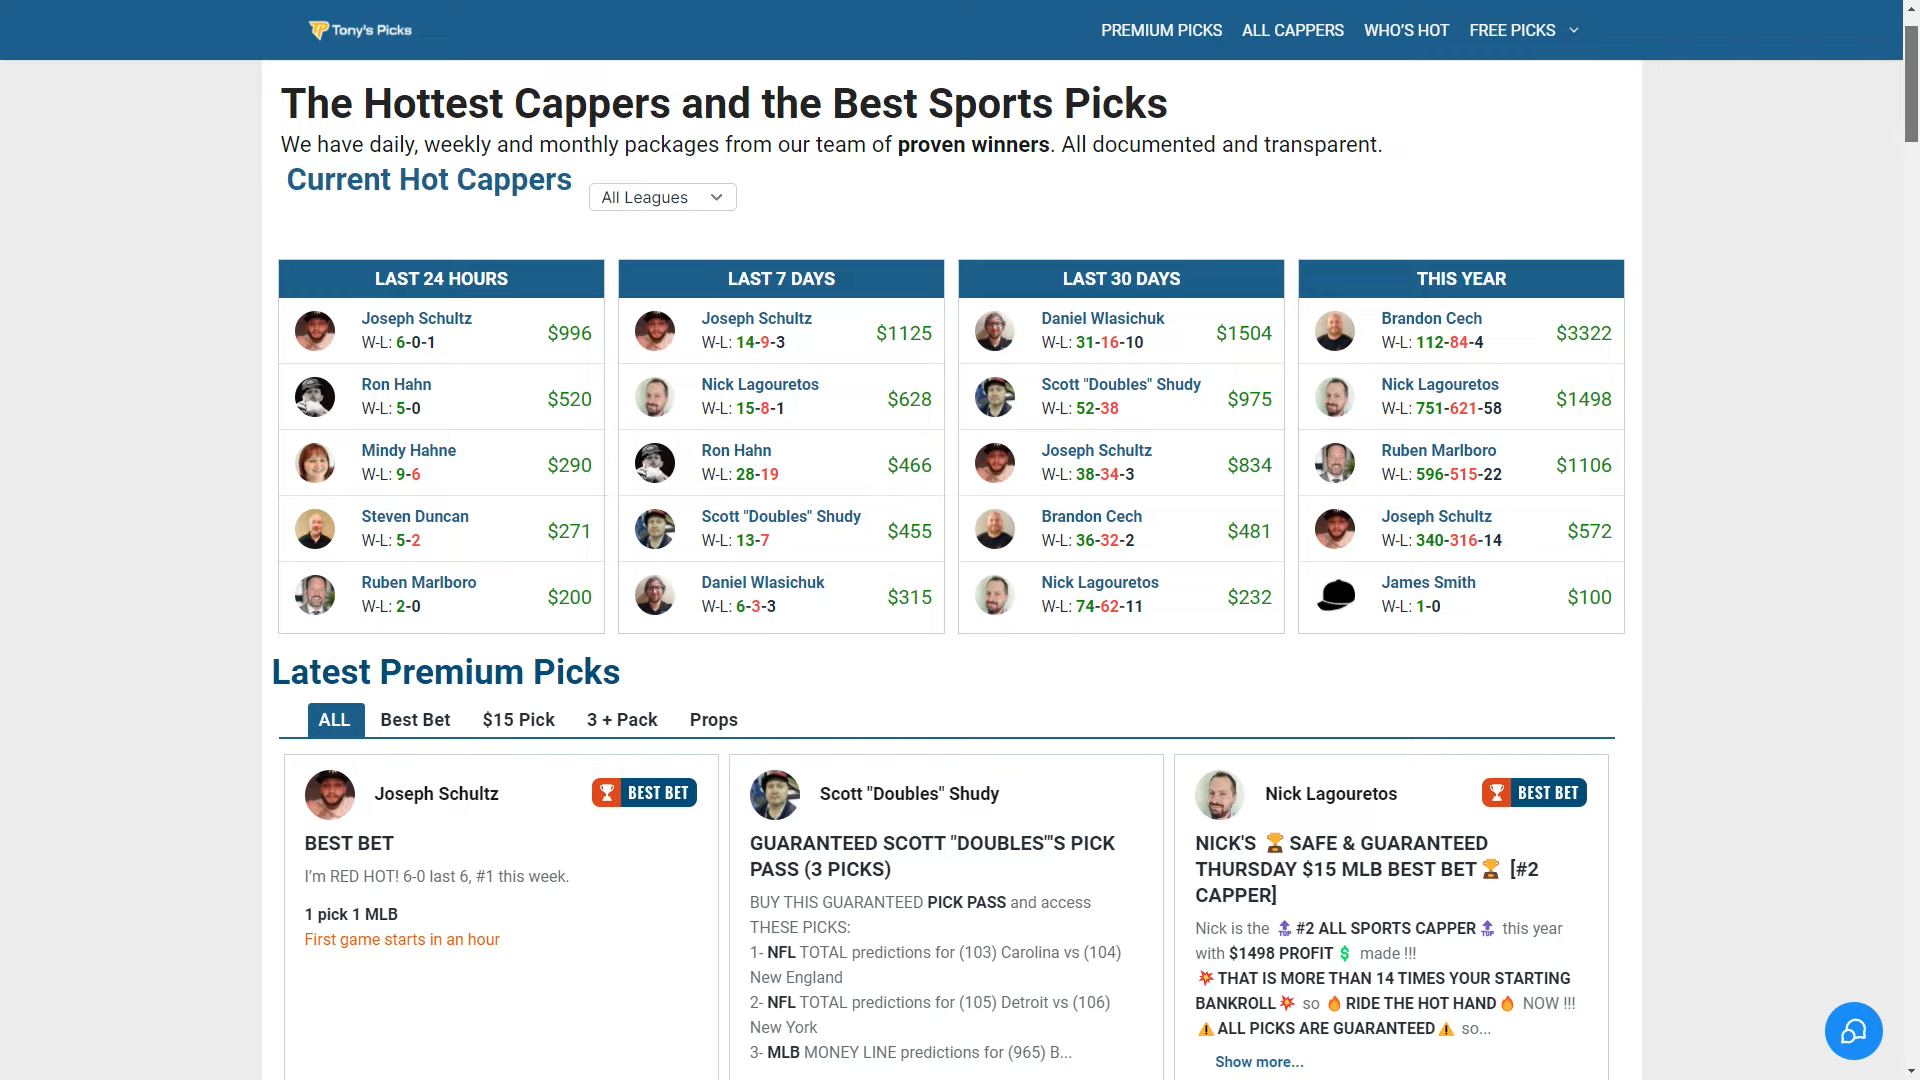 Tony's Picks
PREMIUM PICKS
ALL CAPPERS
WHO'S HOT
FREE PICKS
The Hottest Cappers and the Best Sports Picks
We have daily, weekly and monthly packages from our team of proven winners. All documented and transparent.
Current Hot Cappers
All Leagues
LAST 24 HOURS
Joseph Schultz
W-L: 6-0-1
$996
Ron Hahn
W-L: 5-0
$520
Mindy Hahne
W-L: 9-6
$290
Steven Duncan
W-L: 5-2
$271
Ruben Marlboro
W-L: 2-0
$200
LAST 7 DAYS
Joseph Schultz
W-L: 14-9-3
$1125
Nick Lagouretos
W-L: 15-8-1
$628
Ron Hahn
W-L: 28-19
$466
Scott "Doubles" Shudy
W-L: 13-7
$455
Daniel Wlasichuk
W-L: 6-3-3
$315
LAST 30 DAYS
Daniel Wlasichuk
W-L: 31-16-10
$1504
Scott "Doubles" Shudy
W-L: 52-38
$975
Joseph Schultz
W-L: 38-34-3
$834
Brandon Cech
W-L: 36-32-2
$481
Nick Lagouretos
W-L: 74-62-11
$232
THIS YEAR
Brandon Cech
W-L: 112-84-4
$3322
Nick Lagouretos
W-L: 751-621-58
$1498
Ruben Marlboro
W-L: 596-515-22
$1106
Joseph Schultz
W-L: 340-316-14
$572
James Smith
W-L: 1-0
$100
Latest Premium Picks
ALL
Best Bet
$15 Pick
3 + Pack
Props
Joseph Schultz
BEST BET
BEST BET
I'm RED HOT! 6-0 last 6, #1 this week.
1 pick 1 MLB
First game starts in an hour
Scott "Doubles" Shudy
GUARANTEED SCOTT "DOUBLES"'S PICK
PASS (3 PICKS)
BUY THIS GUARANTEED PICK PASS and access
THESE PICKS:
1- NFL TOTAL predictions for (103) Carolina vs (104)
New England
2- NFL TOTAL predictions for (105) Detroit vs (106)
New York
3- MLB MONEY LINE predictions for (965) B...
Nick Lagouretos
BEST BET
NICK'S 🏆 SAFE & GUARANTEED
THURSDAY $15 MLB BEST BET🏆 [#2
CAPPER]
Nick is the 🔝 #2 ALL SPORTS CAPPER 🔝 this year
with $1498 PROFIT 💲 made !!!
💥 THAT IS MORE THAN 14 TIMES YOUR STARTING
BANKROLL💥 so 🔥 RIDE THE HOT HAND🔥 NOW !!!
⚠️ ALL PICKS ARE GUARANTEED⚠️ so...
Show more...